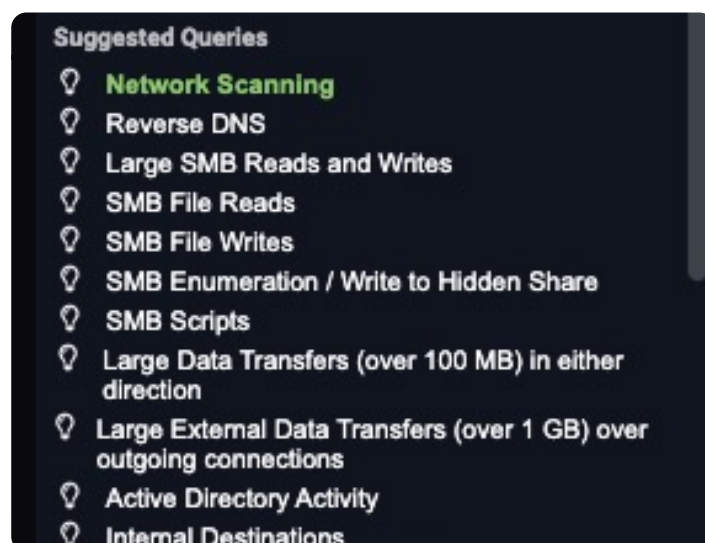 Suggested Queries
Network Scanning
Reverse DNS
Large SMB Reads and Writes
SMB File Reads
SMB File Writes
SMB Enumeration / Write to Hidden Share
SMB Scripts
Large Data Transfers (over 100 MB) in either
direction
Large External Data Transfers (over 1 GB) over
outgoing connections
Active Directory Activity
Internal Destinations